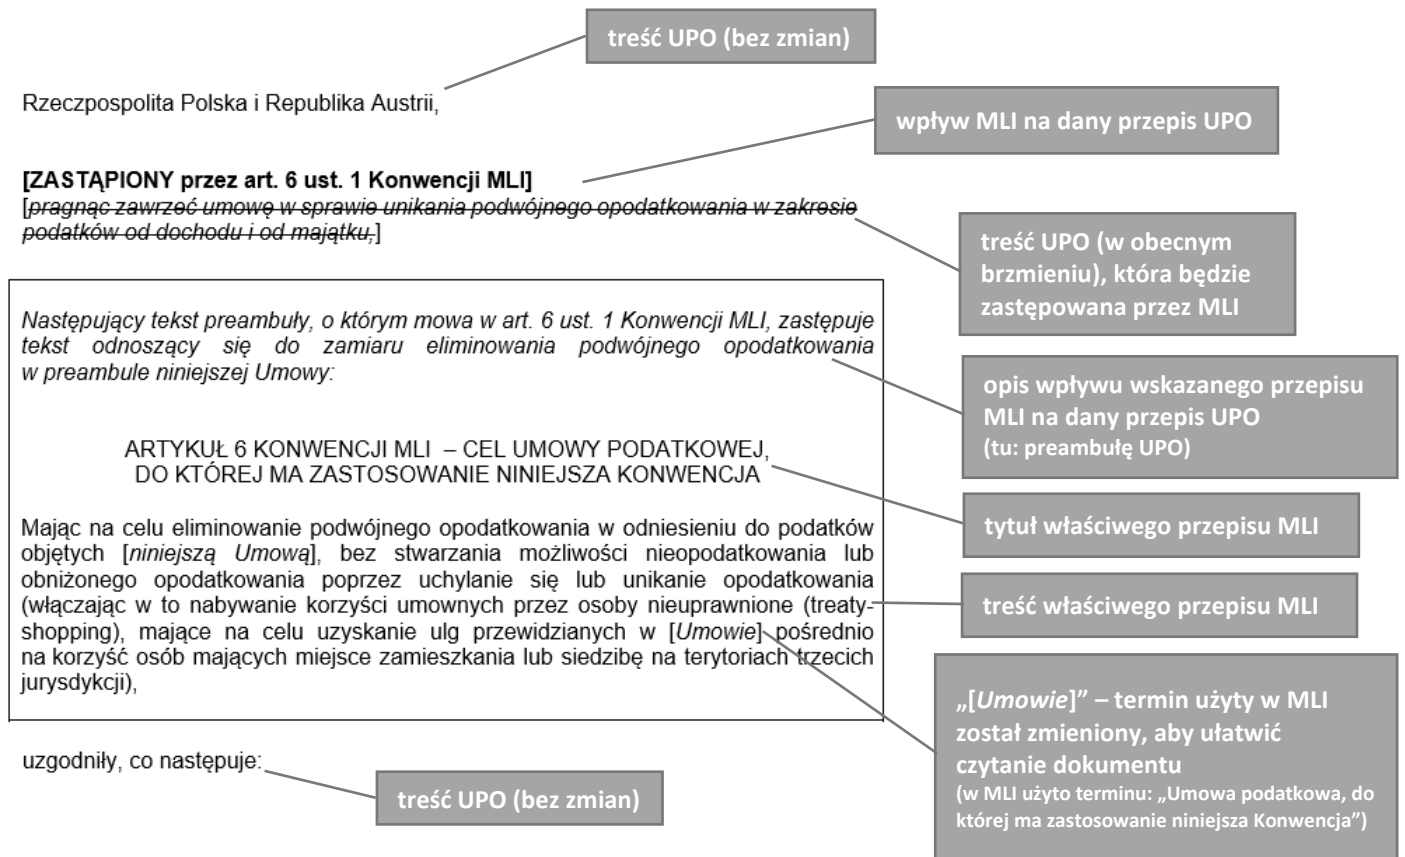 treść UPO (bez zmian)
Rzeczpospolita Polska i Republika Austrii,
wpływ MLI na dany przepis UPO
[ZASTĄPIONY przez art. 6 ust. 1 Konwencji MLI]
[pragnąc zawrzeć umowę w sprawie unikania podwójnego opodatkowania w zakresie
podatków od dochodu i od majątku,]
treść UPO (w obecnym
brzmieniu), która będzie
zastępowana przez MLI
Następujący tekst preambuły, o którym mowa w art. 6 ust. 1 Konwencji MLI, zastępuje
tekst odnoszący się do zamiaru eliminowania podwójnego opodatkowania
w preambule niniejszej Umowy:
opis wpływu wskazanego przepisu
MLI na dany przepis UPO
(tu: preambułę UPO)
ARTYKUŁ 6 KONWENCJI MLI – CEL UMOWY PODATKOWEJ,
DO KTÓREJ MA ZASTOSOWANIE NINIEJSZA KONWENCJA
tytuł właściwego przepisu MLI
Mając na celu eliminowanie podwójnego opodatkowania w odniesieniu do podatków
objętych [niniejszą Umową], bez stwarzania możliwości nieopodatkowania lub
obniżonego opodatkowania poprzez uchylanie się lub unikanie opodatkowania
(włączając w to nabywanie korzyści umownych przez osoby nieuprawnione (treaty-
shopping), mające na celu uzyskanie ulg przewidzianych w [Umowie] pośrednio
na korzyść osób mających miejsce zamieszkania lub siedzibę na terytoriach trzecich
jurysdykcji),
treść właściwego przepisu MLI
„[Umowie]” – termin użyty w MLI
został zmieniony, aby ułatwić
czytanie dokumentu
(w MLI użyto terminu: „Umowa podatkowa, do
której ma zastosowanie niniejsza Konwencja”)
uzgodniły, co następuje:
treść UPO (bez zmian)